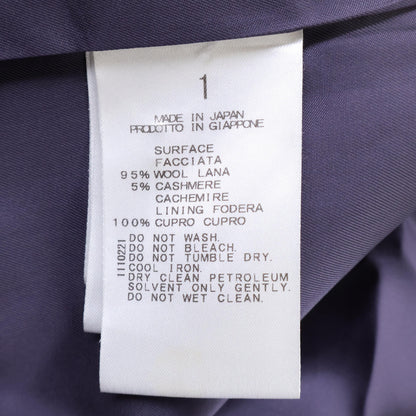 1
MADE IN JAPAN
PRODOTTO IN GIAPPONE
SURFACE
FACCIATA
95% WOOL LANA
5% CASHMERE
CACHEMIRE
LINING FODERA
100% CUPRO CUPRO
DO NOT WASH.
DO NOT BLEACH.
DO NOT TUMBLE DRY.
COOL IRON.
DRY CLEAN PETROLEUM
SOLVENT ONLY GENTLY.
DO NOT WET CLEAN.
1110221